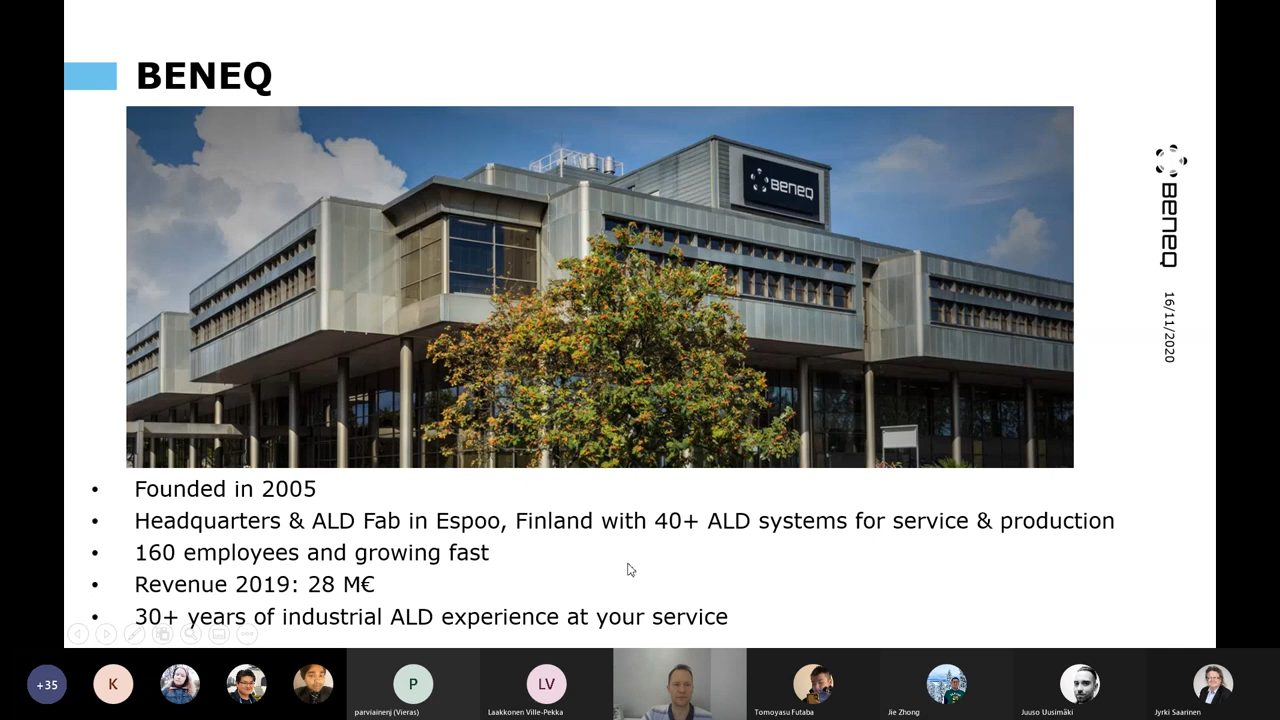 BENEQ
BeneQ
BeneQ
16/11/2020
• Founded in 2005
• Headquarters & ALD Fab in Espoo, Finland with 40+ ALD systems for service & production
• 160 employees and growing fast
• Revenue 2019: 28 M€
• 30+ years of industrial ALD experience at your service
+35
K
P
LV
parviainenj (Vieras)
Laakkonen Ville-Pekka
Tomoyasu Futaba
Jie Zhong
Juuso Uusimäki
Jyrki Saarinen